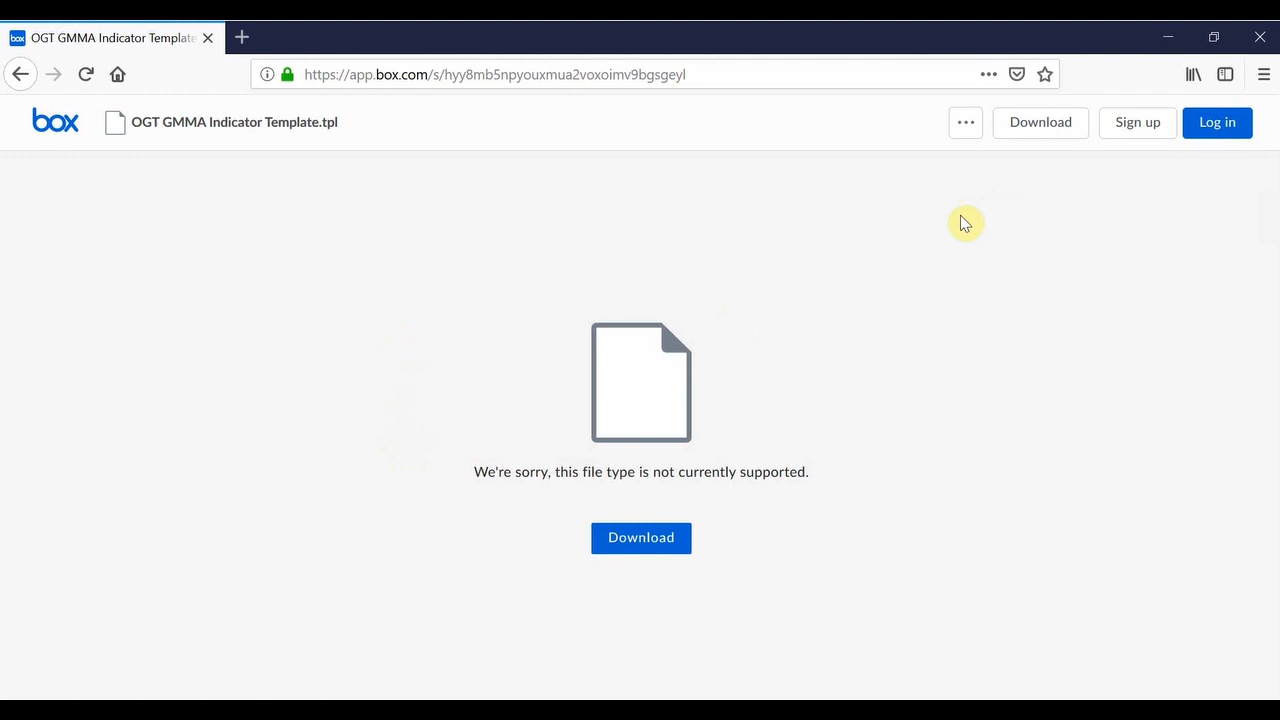 box OGT GMMA Indicator Template
https://app.box.com/s/hyy8mb5npyouxmua2voxoimv9bgsgeyl
box OGT GMMA Indicator Template.tpl
Download Sign up Log in
We're sorry, this file type is not currently supported.
Download